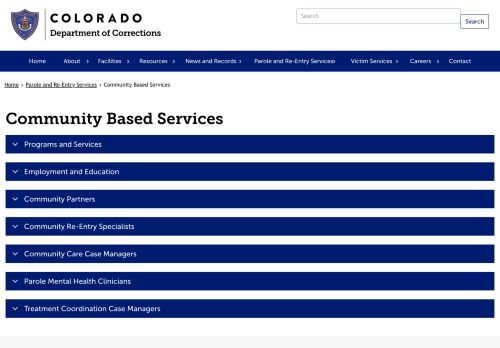 COLORADO
Department of Corrections
Search
Search
Home About Facilities Resources News and Records Parole and Re-Entry Services Victim Services Careers Contact
Home › Parole and Re-Entry Services › Community Based Services
Community Based Services
Programs and Services
Employment and Education
Community Partners
Community Re-Entry Specialists
Community Care Case Managers
Parole Mental Health Clinicians
Treatment Coordination Case Managers